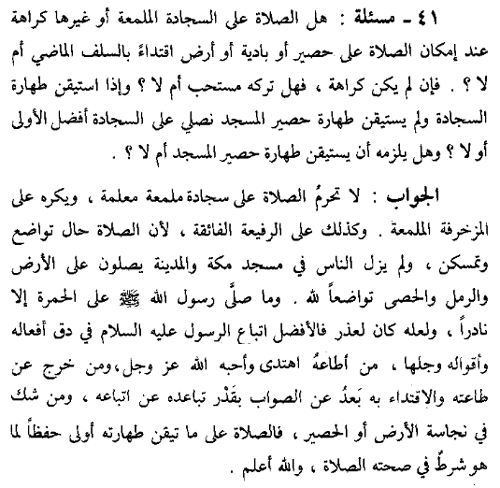 ٤١ - مسئلة : هل الصلاة على السجادة الملمعة أو غيرها كراهة
عند إمكان الصلاة على حصير أو بادية أو أرض اقتداءً بالسلف الماضي أم
لا ؟ . فإن لم يكن كراهة ، فهل تركه مستحب أم لا ؟ وإذا استيقن طهارة
السجادة ولم يستيقن طهارة حصير المسجد نصلي على السجادة أفضل الأولى
أو لا ؟ وهل يلزمه أن يستيقن طهارة حصير المسجد أم لا ؟ .
الجواب : لا تحرمُ الصلاة على سجادة ملمعة معلمة ، ويكره على
المزخرفة الملمعة . وكذلك على الرفيعة الفائقة ، لأن الصلاة حال تواضع
وتمسكن ، ولم يزل الناس في مسجد مكة والمدينة يصلون على الأرض
والرمل والحصى تواضعاً لله . وما صلَّى رسول الله ﷺ على الخمرة إلا
نادراً ، ولعله كان لعذر فالأفضل اتباع الرسول عليه السلام في دق أفعاله
وأقواله وجلها ، من أطاعهُ اهتدى وأحبه الله عز وجل ، ومن خرج عن
طاعته والاقتداء به بَعدُ عن الصواب بقَدْر تباعده عن اتباعه ، ومن شك
في نجاسة الأرض أو الحصير ، فالصلاة على ما تيقن طهارته أولى حفظاً لما
هو شرطٌ في صحته الصلاة ، والله أعلم .